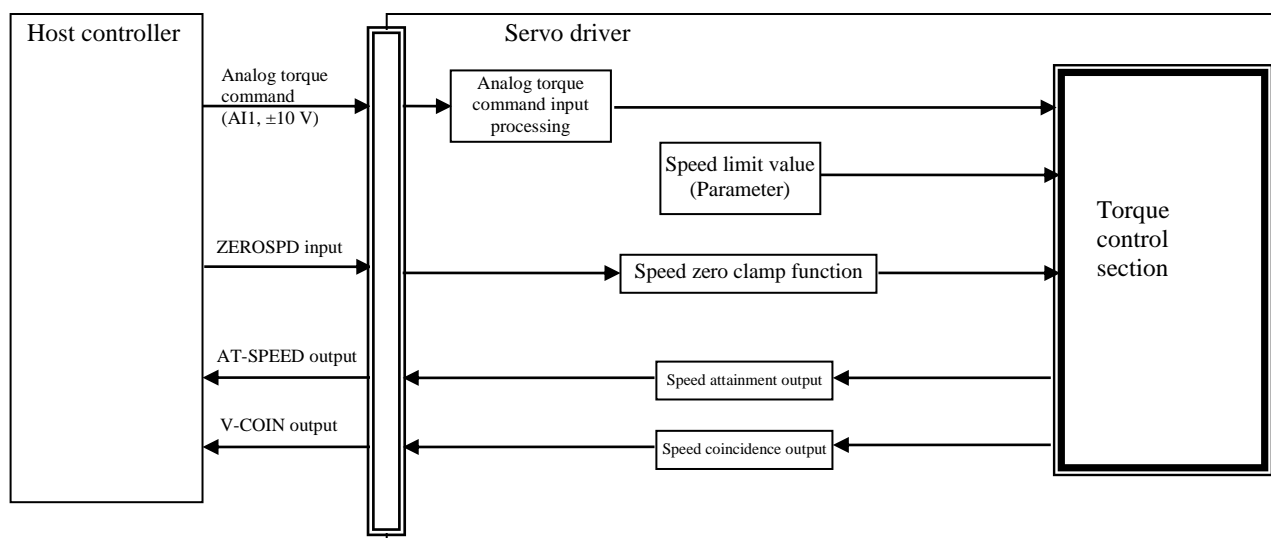 Host controller
Servo driver
Analog torque
command
(AI1, ±10 V)
Analog torque
command input
processing
Speed limit value
(Parameter)
Torque
control
section
ZEROSPD input
Speed zero clamp function
AT-SPEED output
Speed attainment output
V-COIN output
Speed coincidence output